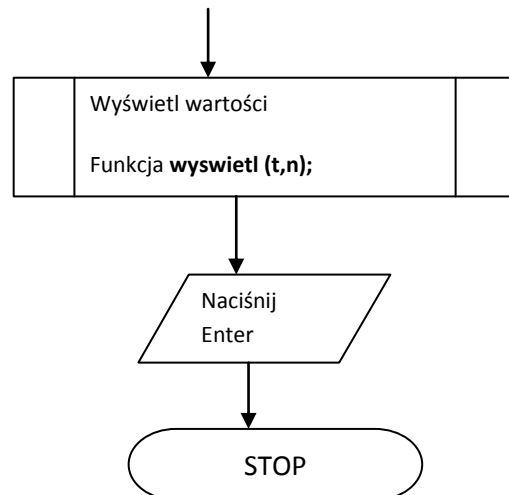 Wyświetl wartości
Funkcja wyswietl (t,n);
Naciśnij
Enter
STOP